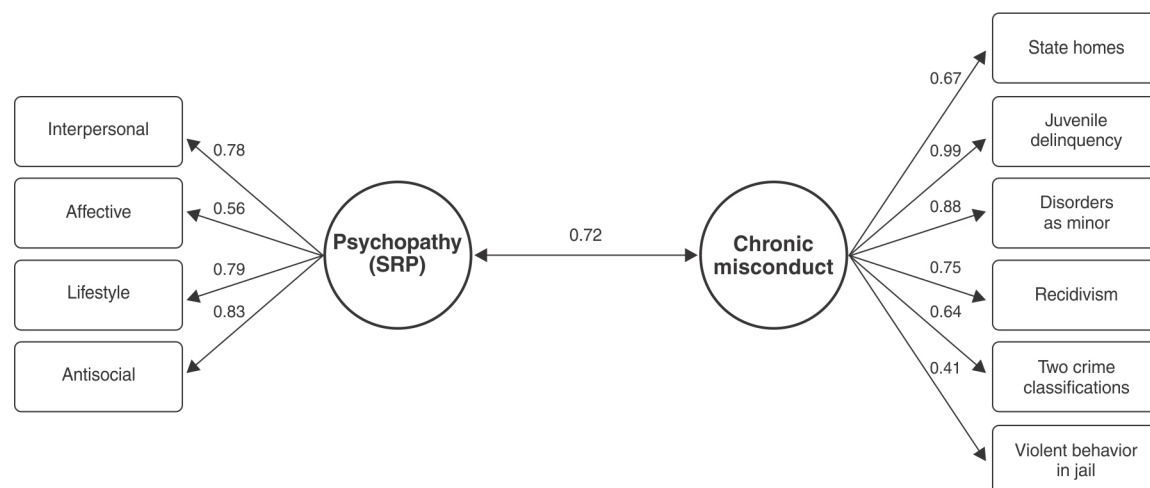 State homes
0.67
Interpersonal
0.78
Juvenile
delinquency
0.99
Affective
0.56
Disorders
as minor
0.88
Psychopathy
(SRP)
0.72
Chronic
misconduct
Lifestyle
0.79
Recidivism
0.75
Antisocial
0.83
Two crime
classifications
0.64
Violent behavior
in jail
0.41